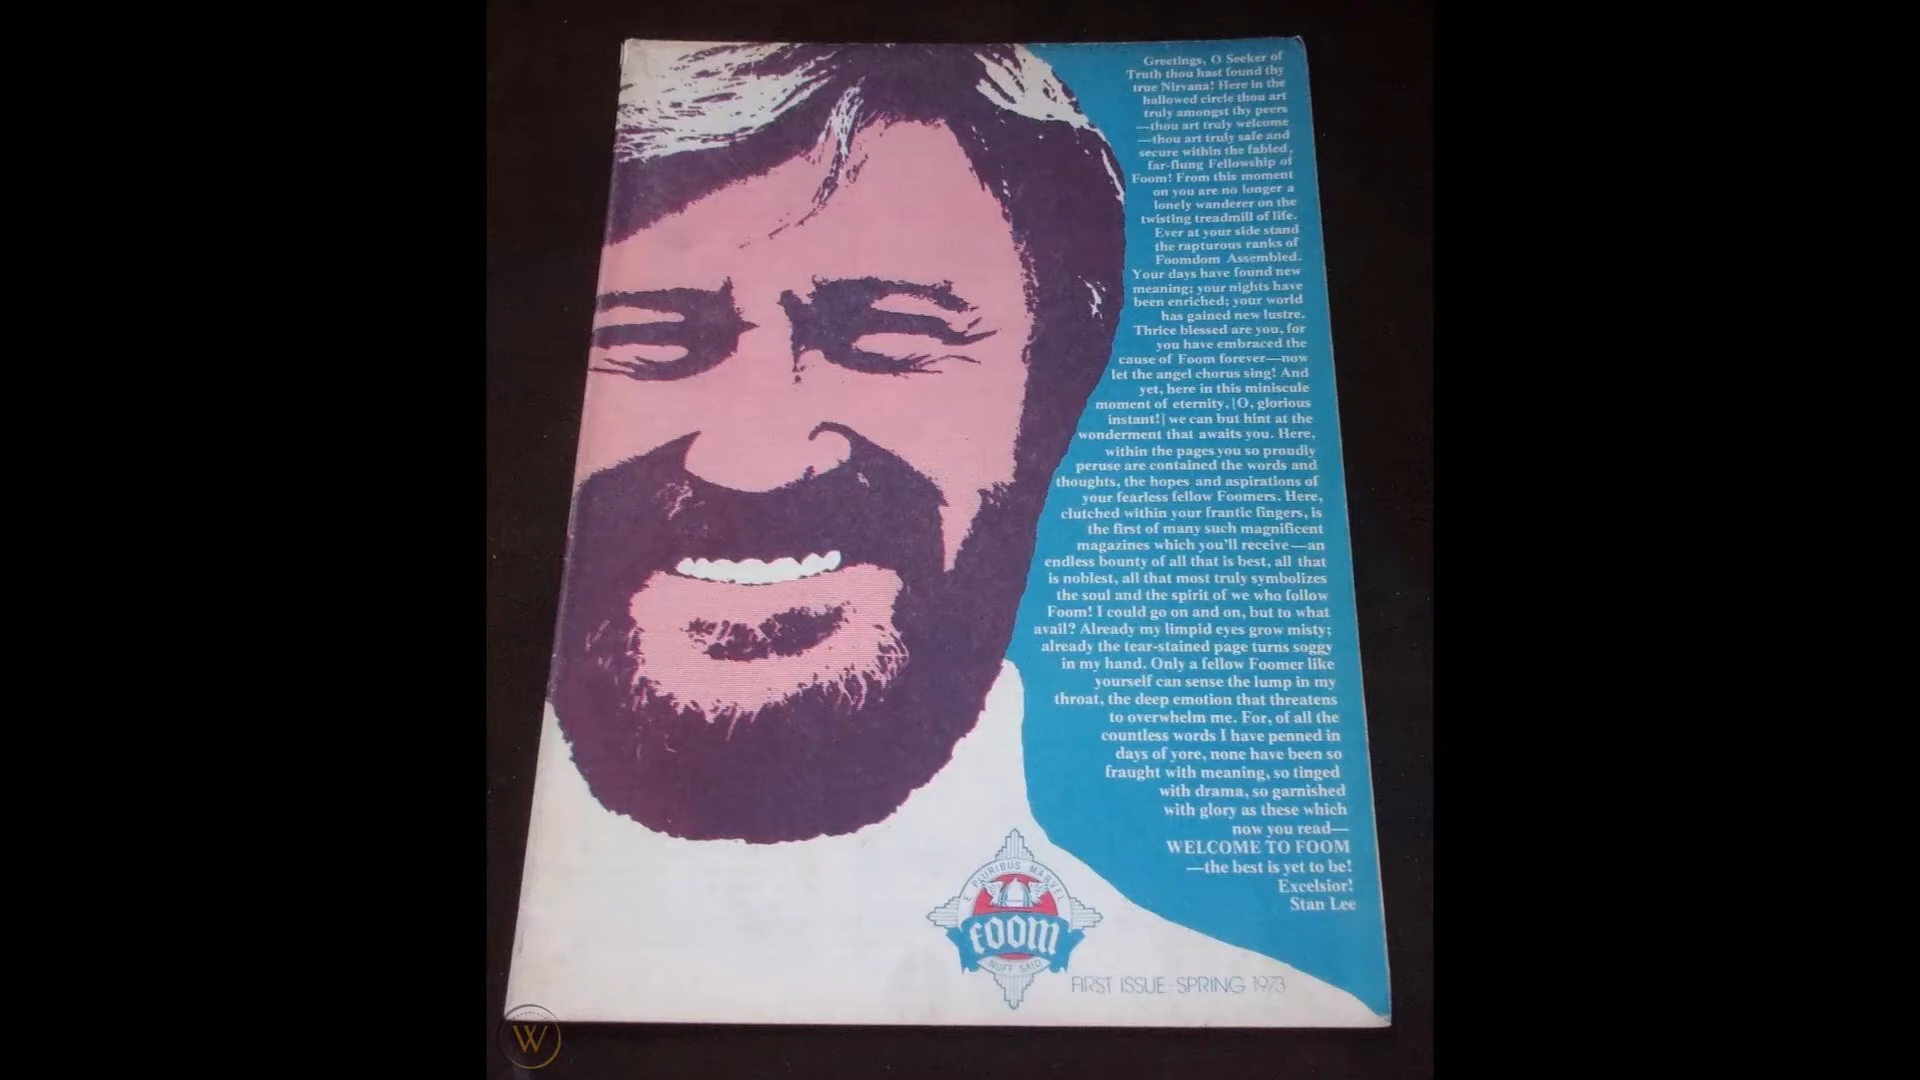 Greetings, O Seeker of
Truth thou hast found thy
true Nirvana! Here in the
hallowed circle thou art
truly amongst thy peers
—thou art truly welcome
—thou art truly safe and
secure within the fabled,
far-flung Fellowship of
Foom! From this moment
on you are no longer a
lonely wanderer on the
twisting treadmill of life.
Ever at your side stand
the rapturous ranks of
Foomdom Assembled.
Your days have found new
meaning; your nights have
been enriched; your world
has gained new lustre.
Thrice blessed are you, for
you have embraced the
cause of Foom forever—now
let the angel chorus sing! And
yet, here in this miniscule
moment of eternity, [O, glorious
instant!] we can but hint at the
wonderment that awaits you. Here,
within the pages you so proudly
peruse are contained the words and
thoughts, the hopes and aspirations of
your fearless fellow Foomers. Here,
clutched within your frantic fingers, is
the first of many such magnificent
magazines which you'll receive—an
endless bounty of all that is best, all that
is noblest, all that most truly symbolizes
the soul and the spirit of we who follow
Foom! I could go on and on, but to what
avail? Already my limpid eyes grow misty;
already the tear-stained page turns soggy
in my hand. Only a fellow Foomer like
yourself can sense the lump in my
throat, the deep emotion that threatens
to overwhelm me. For, of all the
countless words I have penned in
days of yore, none have been so
fraught with meaning, so tinged
with drama, so garnished
with glory as these which
now you read—
WELCOME TO FOOM
—the best is yet to be!
Excelsior!
Stan Lee
E PLURIBUS MARVEL
FOOM
NUFF SAID
FIRST ISSUE · SPRING 1973
W